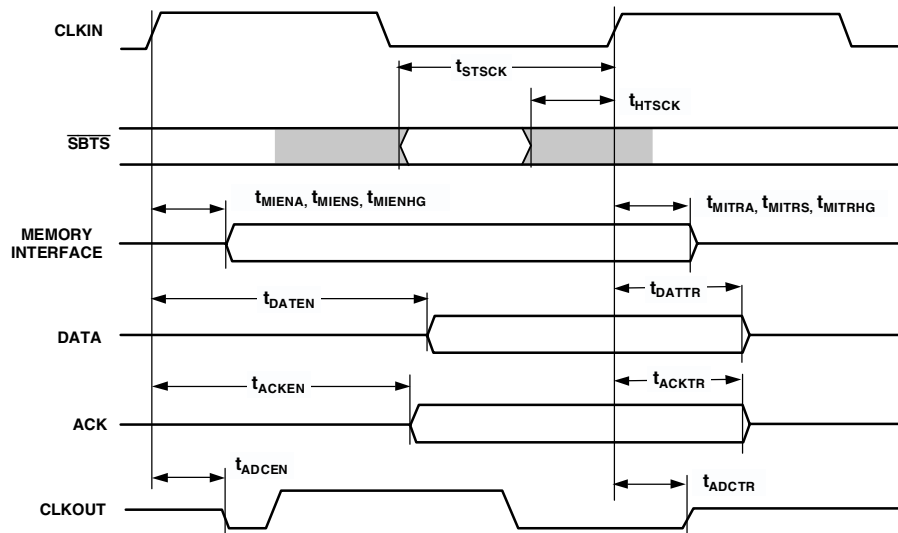 CLKIN
tSTSCK
tHTSCK
SBTS
tMIENA, tMIENS, tMIENHG
tMITRA, tMITRS, tMITRHG
MEMORY
INTERFACE
tDATEN
tDATTR
DATA
tACKEN
tACKTR
ACK
tADCEN
tADCTR
CLKOUT